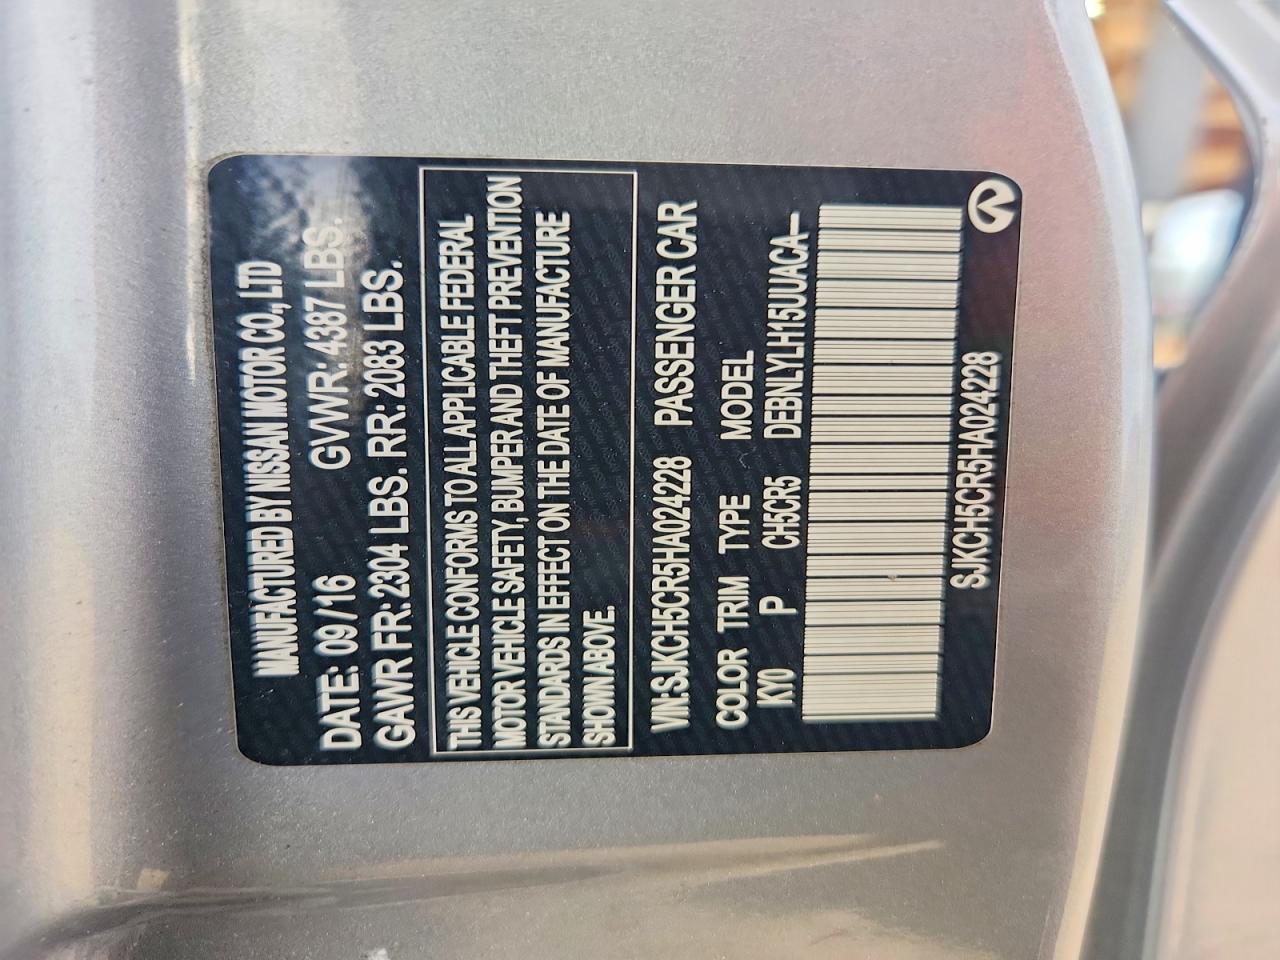 MANUFACTURED BY NISSAN MOTOR CO.,LTD
DATE: 09/16 GVWR: 4387 LBS.
GAWR FR: 2304 LBS. RR: 2083 LBS.
THIS VEHICLE CONFORMS TO ALL APPLICABLE FEDERAL
MOTOR VEHICLE SAFETY, BUMPER AND THEFT PREVENTION
STANDARDS IN EFFECT ON THE DATE OF MANUFACTURE
SHOWN ABOVE.
VIN:SJKCH5CR5HA024228 PASSENGER CAR
COLOR TRIM TYPE MODEL
KY0 P CH5CR5 DEBNLYLH15UUACA--
SJKCH5CR5HA024228